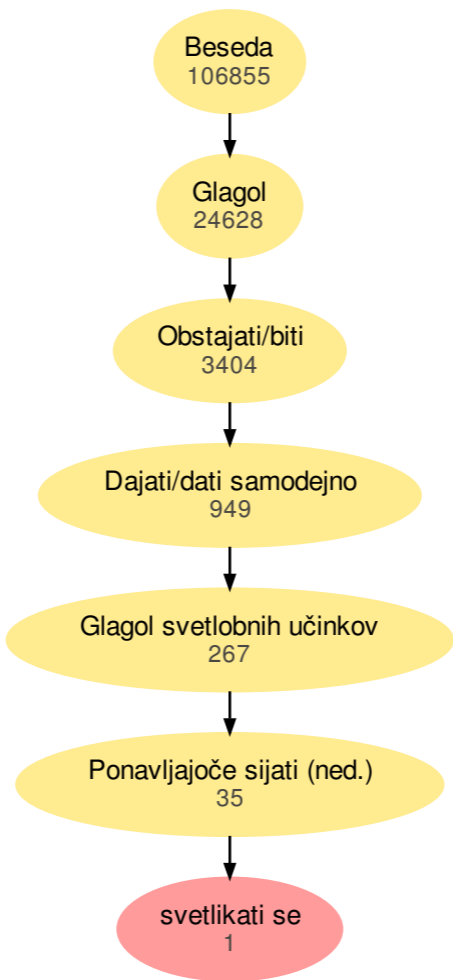 Beseda
106855
Glagol
24628
Obstajati/biti
3404
Dajati/dati samodejno
949
Glagol svetlobnih učinkov
267
Ponavljajoče sijati (ned.)
35
svetlikati se
1